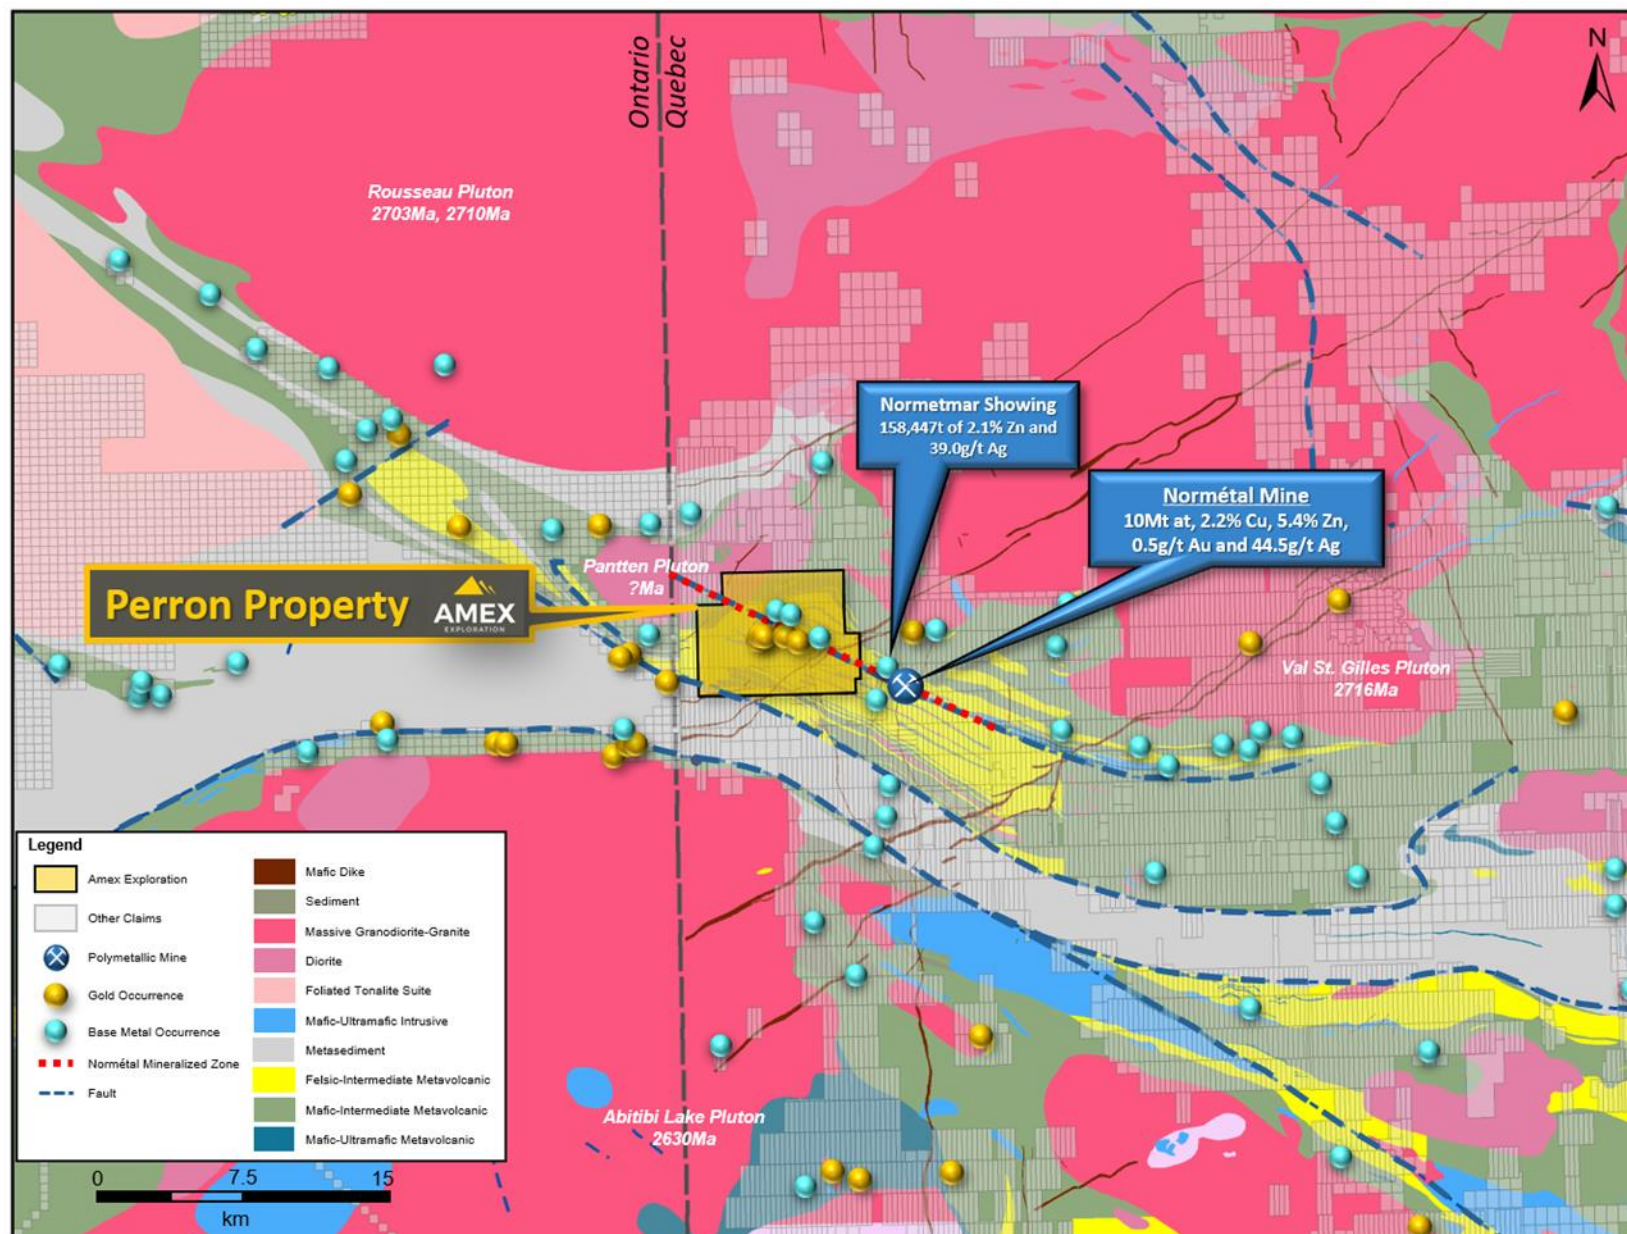 Ontario
Quebec
N
Rousseau Pluton
2703Ma, 2710Ma
Normetmar Showing
158,447t of 2.1% Zn and
39.0g/t Ag
Normétal Mine
10Mt at, 2.2% Cu, 5.4% Zn,
0.5g/t Au and 44.5g/t Ag
Pantten Pluton
?Ma
Perron Property
AMEX
EXPLORATION
Val St. Gilles Pluton
2716Ma
Abitibi Lake Pluton
2630Ma
Legend
Amex Exploration
Other Claims
Polymetallic Mine
Gold Occurrence
Base Metal Occurrence
Normétal Mineralized Zone
Fault
Mafic Dike
Sediment
Massive Granodiorite-Granite
Diorite
Foliated Tonalite Suite
Mafic-Ultramafic Intrusive
Metasediment
Felsic-Intermediate Metavolcanic
Mafic-Intermediate Metavolcanic
Mafic-Ultramafic Metavolcanic
0 7.5 15
km